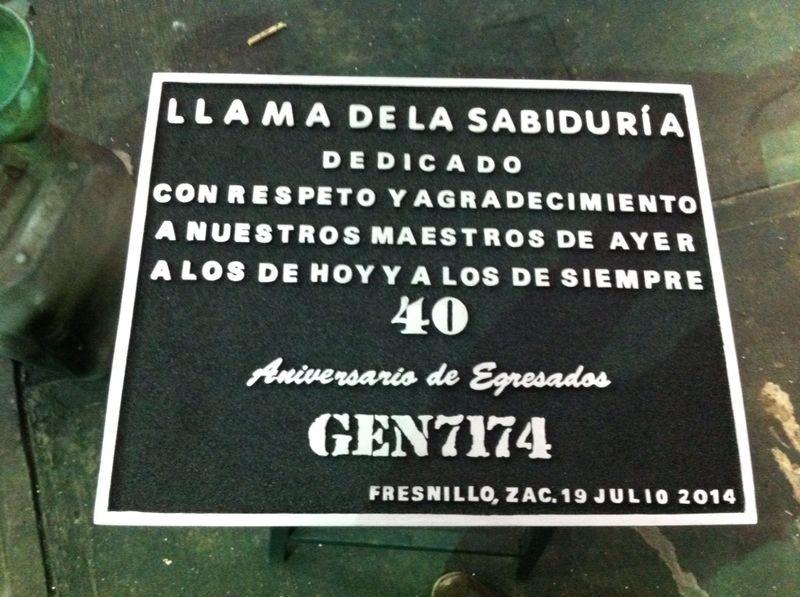 LLAMA DE LA SABIDURÍA
DEDICADO
CON RESPETO Y AGRADECIMIENTO
A NUESTROS MAESTROS DE AYER
A LOS DE HOY Y A LOS DE SIEMPRE
40
Aniversario de Egresados
GEN7174
FRESNILLO, ZAC. 19 JULIO 2014